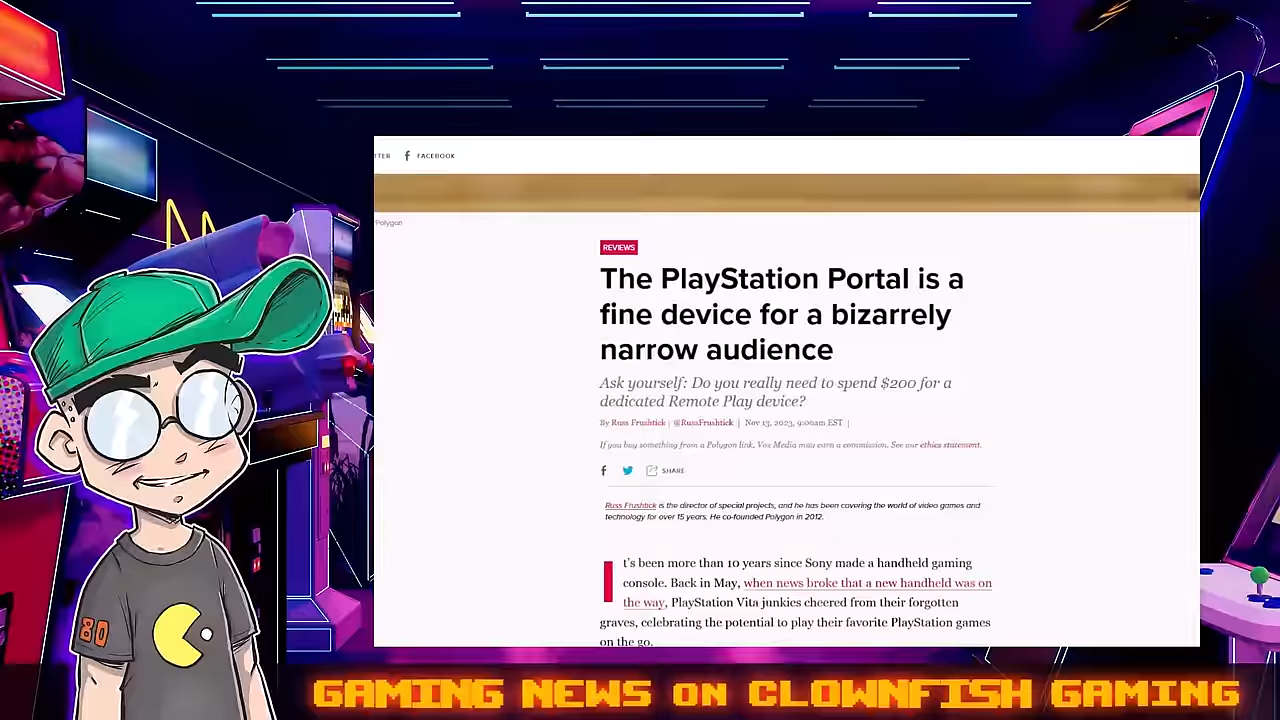 TTER FACEBOOK
Polygon
REVIEWS
The PlayStation Portal is a
fine device for a bizarrely
narrow audience
Ask yourself: Do you really need to spend $200 for a
dedicated Remote Play device?
By Russ Frushtick | @RussFrushtick | Nov 13, 2023, 9:00am EST |
If you buy something from a Polygon link, Vox Media may earn a commission. See our ethics statement.
SHARE
Russ Frushtick is the director of special projects, and he has been covering the world of video games and
technology for over 15 years. He co-founded Polygon in 2012.
It's been more than 10 years since Sony made a handheld gaming
console. Back in May, when news broke that a new handheld was on
the way, PlayStation Vita junkies cheered from their forgotten
graves, celebrating the potential to play their favorite PlayStation games
on the go.
80
GAMING NEWS ON CLOWNFISH GAMING